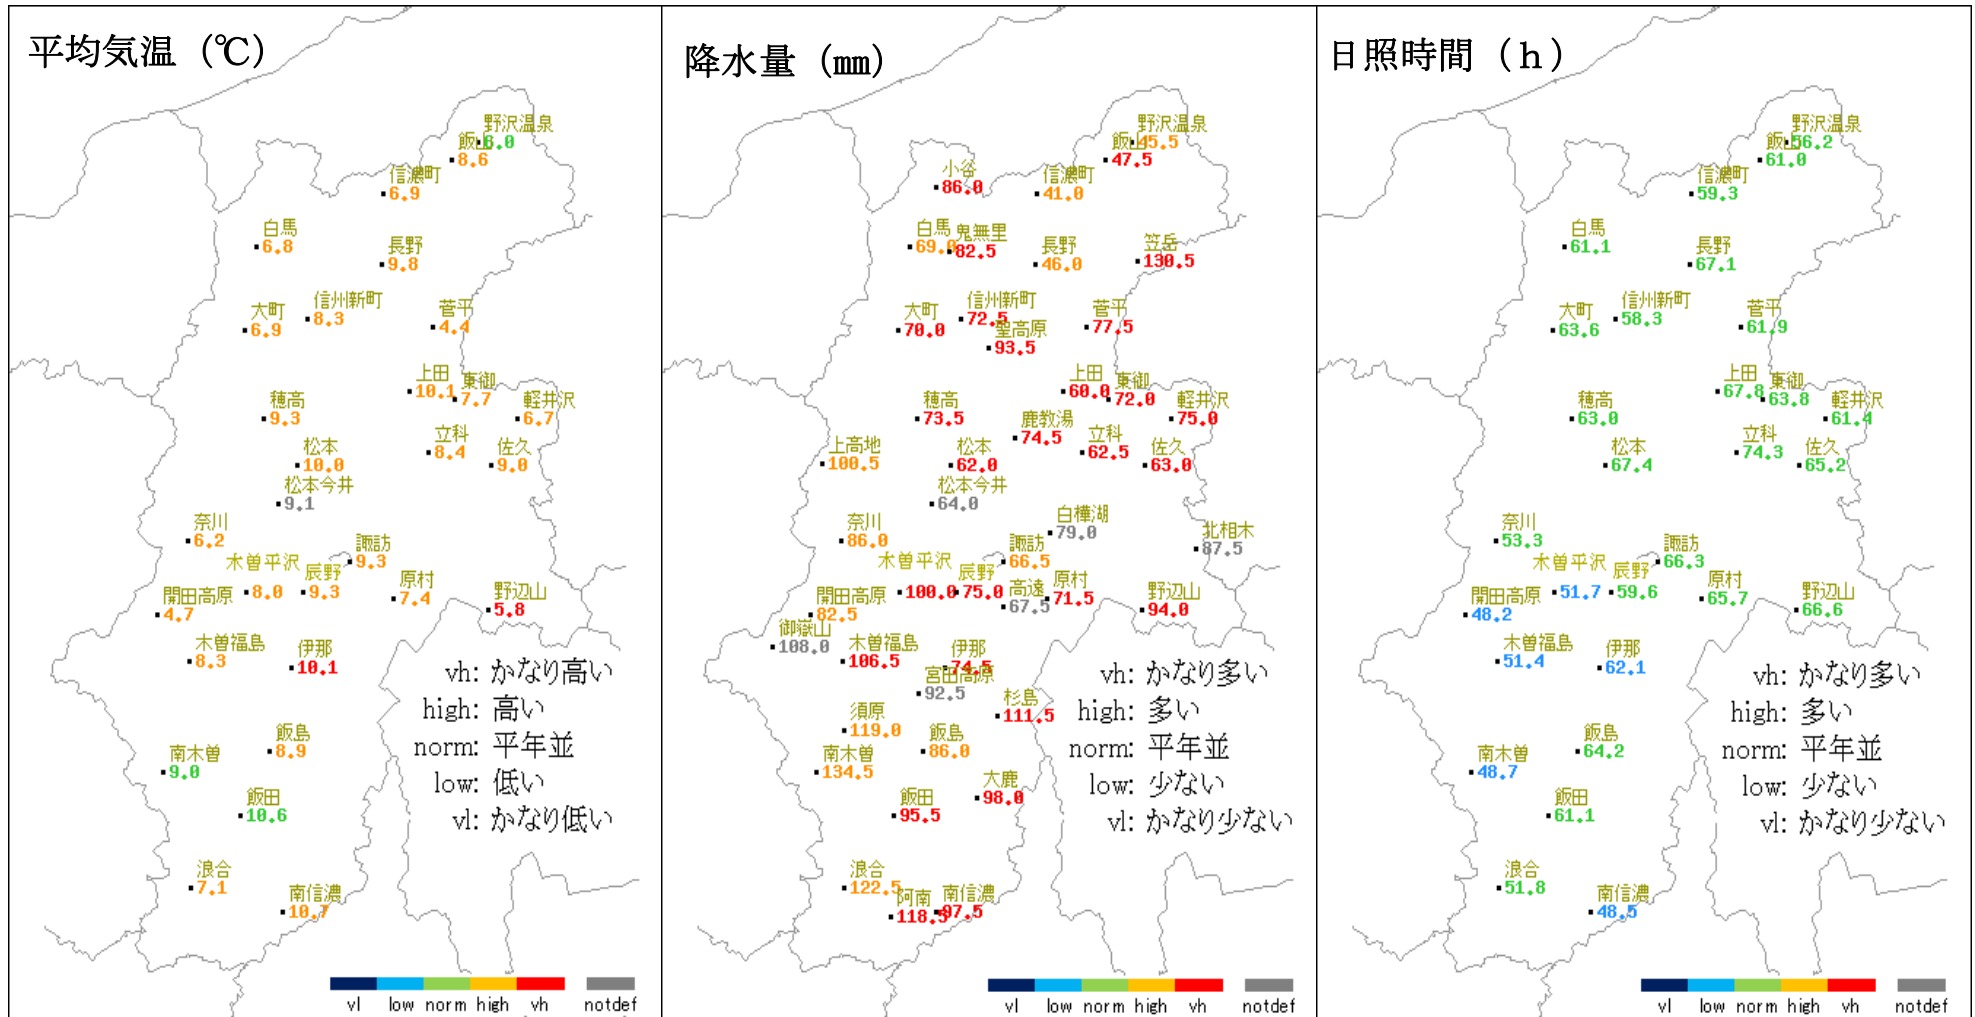 平均気温 (℃)
野沢温泉
8.0
飯山
8.6
信濃町
6.9
白馬
6.8
長野
9.8
信州新町
8.3
大町
6.9
菅平
4.4
上田
10.1
東御
7.7
軽井沢
6.7
穂高
9.3
立科
8.4
佐久
9.0
松本
10.0
松本今井
9.1
奈川
6.2
諏訪
9.3
木曽平沢
8.0
辰野
9.3
原村
7.4
開田高原
4.7
野辺山
5.8
木曽福島
8.3
伊那
10.1
飯島
8.9
南木曽
9.0
飯田
10.6
浪合
7.1
南信濃
10.7
vh: かなり高い
high: 高い
norm: 平年並
low: 低い
vl: かなり低い
vl low norm high vh notdef
降水量 (㎜)
野沢温泉
45.5
飯山
47.5
小谷
86.0
信濃町
41.0
白馬
69.0
鬼無里
82.5
長野
46.0
笠岳
130.5
信州新町
72.5
大町
70.0
聖高原
93.5
菅平
77.5
上田
60.0
東御
72.0
軽井沢
75.0
穂高
73.5
鹿教湯
74.5
立科
62.5
佐久
63.0
上高地
100.5
松本
62.0
松本今井
64.0
白樺湖
79.0
北相木
87.5
奈川
86.0
諏訪
66.5
木曽平沢
100.0
辰野
75.0
高遠
67.5
原村
71.5
野辺山
94.0
開田高原
82.5
御嶽山
108.0
木曽福島
106.5
伊那
74.5
宮田高原
92.5
杉島
111.5
須原
119.0
飯島
86.0
南木曽
134.5
大鹿
98.0
飯田
95.5
浪合
122.5
阿南
118.5
南信濃
97.5
vh: かなり多い
high: 多い
norm: 平年並
low: 少ない
vl: かなり少ない
vl low norm high vh notdef
日照時間 (ｈ)
野沢温泉
56.2
飯山
61.0
信濃町
59.3
白馬
61.1
長野
67.1
信州新町
58.3
大町
63.6
菅平
61.9
上田
67.8
東御
63.8
軽井沢
61.4
穂高
63.0
立科
74.3
佐久
65.2
松本
67.4
奈川
53.3
諏訪
66.3
木曽平沢
51.7
辰野
59.6
原村
65.7
開田高原
48.2
野辺山
66.6
木曽福島
51.4
伊那
62.1
飯島
64.2
南木曽
48.7
飯田
61.1
浪合
51.8
南信濃
48.5
vh: かなり多い
high: 多い
norm: 平年並
low: 少ない
vl: かなり少ない
vl low norm high vh notdef